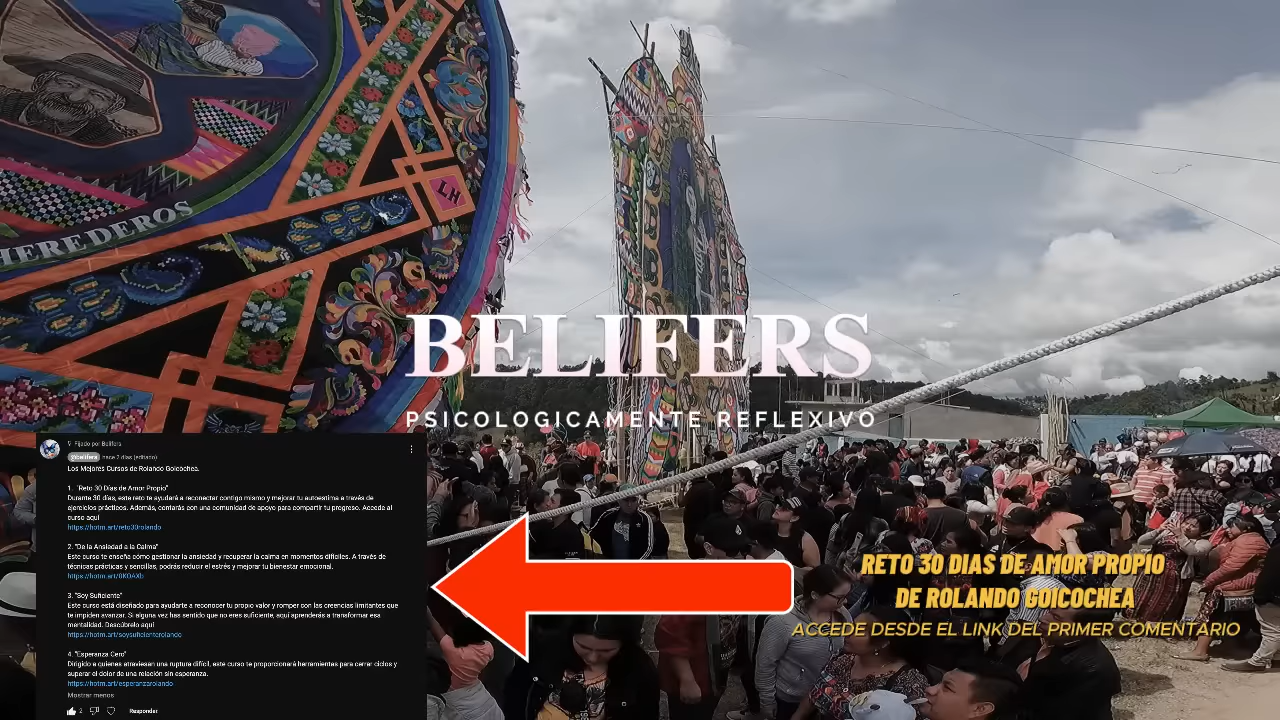 HEREDEROS
LH
BELIFERS
PSICOLOGICAMENTE REFLEXIVO
Fijado por Belifers
@belifers hace 2 días (editado)
Los Mejores Cursos de Rolando Goicochea.
1. "Reto 30 Días de Amor Propio"
Durante 30 días, este reto te ayudará a reconectar contigo mismo y mejorar tu autoestima a través de
ejercicios prácticos. Además, contarás con una comunidad de apoyo para compartir tu progreso. Accede al
curso aquí
https://hotm.art/reto30rolando
2. "De la Ansiedad a la Calma"
Este curso te enseña cómo gestionar la ansiedad y recuperar la calma en momentos difíciles. A través de
técnicas prácticas y sencillas, podrás reducir el estrés y mejorar tu bienestar emocional.
https://hotm.art/0K0AXb
3. "Soy Suficiente"
Este curso está diseñado para ayudarte a reconocer tu propio valor y romper con las creencias limitantes que
te impiden avanzar. Si alguna vez has sentido que no eres suficiente, aquí aprenderás a transformar esa
mentalidad. Descúbrelo aquí
https://hotm.art/soysuficienterolando
4. "Esperanza Cero"
Dirigido a quienes atraviesan una ruptura difícil, este curso te proporcionará herramientas para cerrar ciclos y
superar el dolor de una relación sin esperanza.
https://hotm.art/esperanzarolando
Mostrar menos
2 Responder
RETO 30 DIAS DE AMOR PROPIO
DE ROLANDO GOICOCHEA
ACCEDE DESDE EL LINK DEL PRIMER COMENTARIO